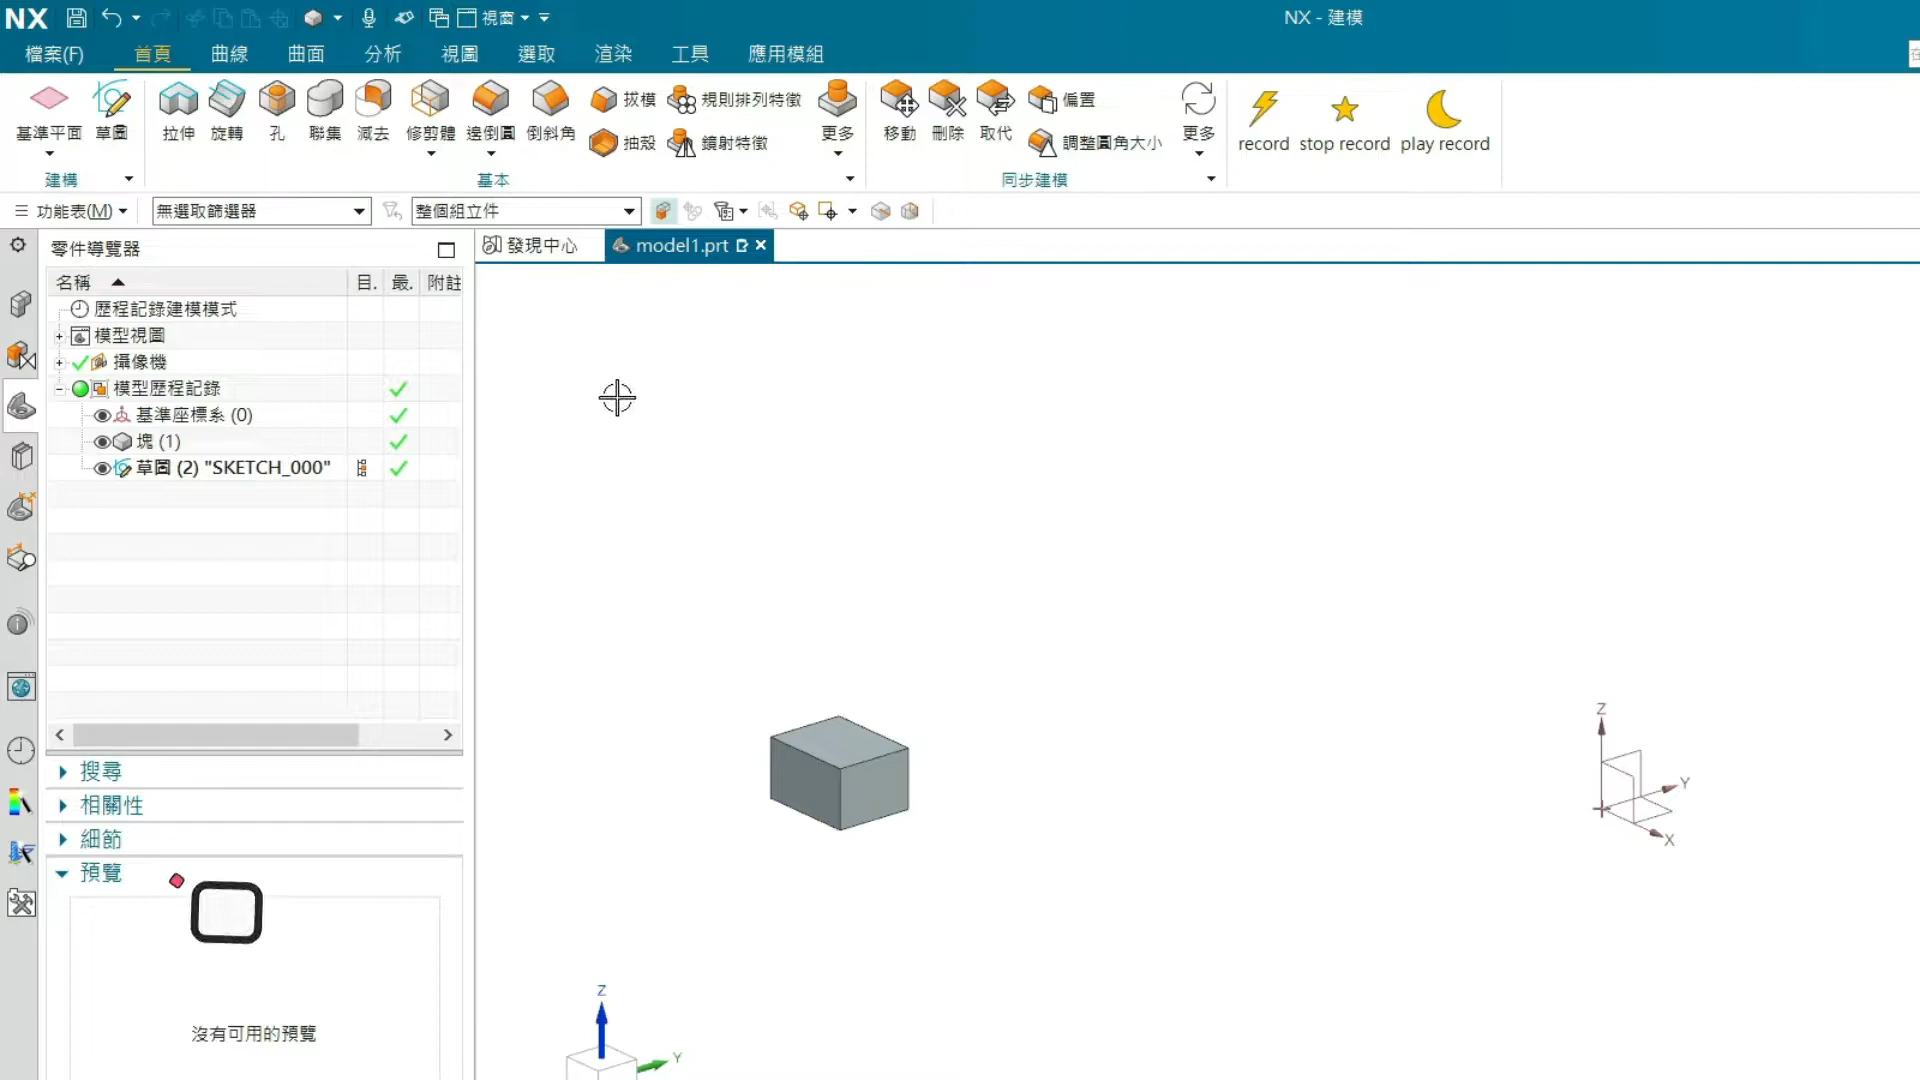 NX
視窗
NX - 建模
檔案(F) 首頁 曲線 曲面 分析 視圖 選取 渲染 工具 應用模組
基準平面 草圖 拉伸 旋轉 孔 聯集 減去 修剪體 邊倒圓 倒斜角 拔模 規則排列特徵 更多 移動 刪除 取代 偏置 更多 record stop record play record
抽殼 鏡射特徵 調整圓角大小
建構 基本 同步建模
功能表(M) 無選取篩選器 整個組立件
零件導覽器 發現中心 model1.prt
名稱 目. 最. 附註
歷程記錄建模模式
模型視圖
攝像機
模型歷程記錄
基準座標系 (0)
塊 (1)
草圖 (2) "SKETCH_000"
搜尋
相關性
細節
預覽
沒有可用的預覽
Z
Y
X
Z
Y